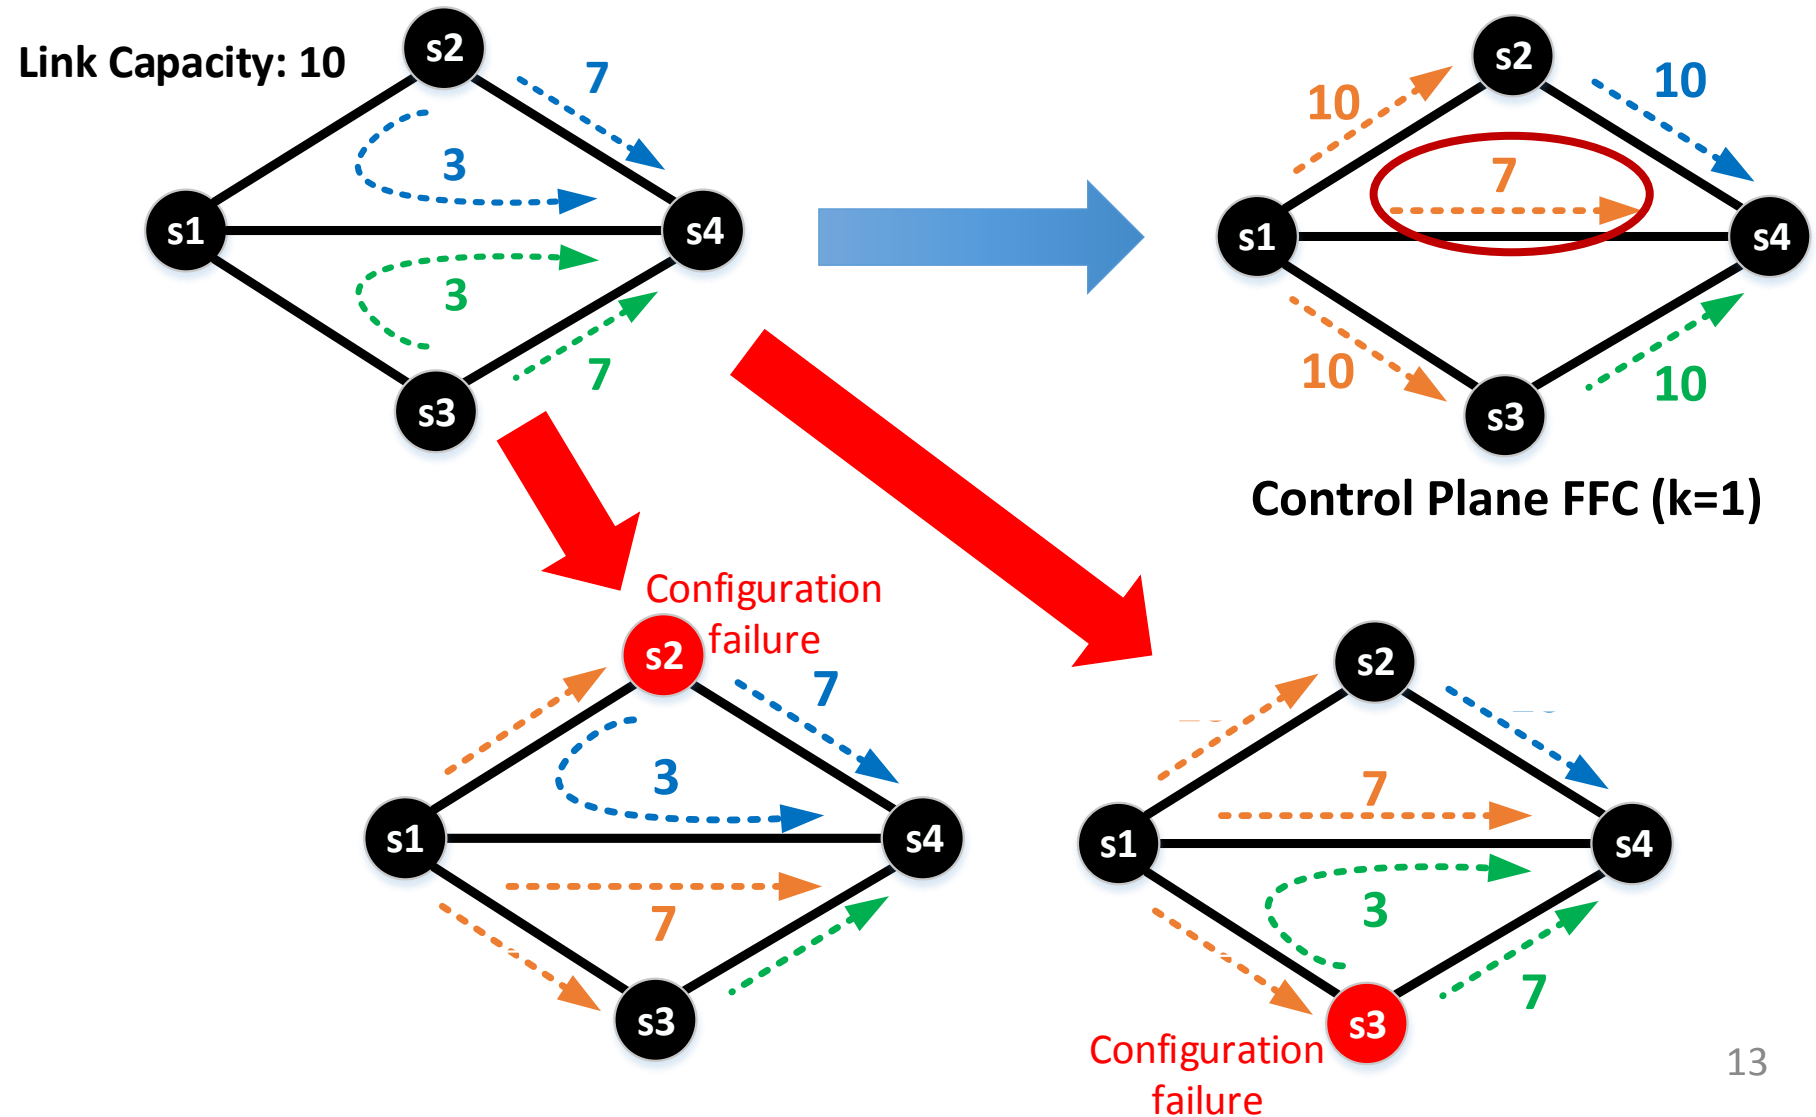 Link Capacity: 10
s2
7
3
s1
s4
3
7
s3
s2
10
10
7
s1
s4
10
10
s3
Control Plane FFC (k=1)
Configuration
failure
s2
7
3
s1
s4
7
s3
s2
7
s1
s4
3
7
s3
Configuration
failure
13